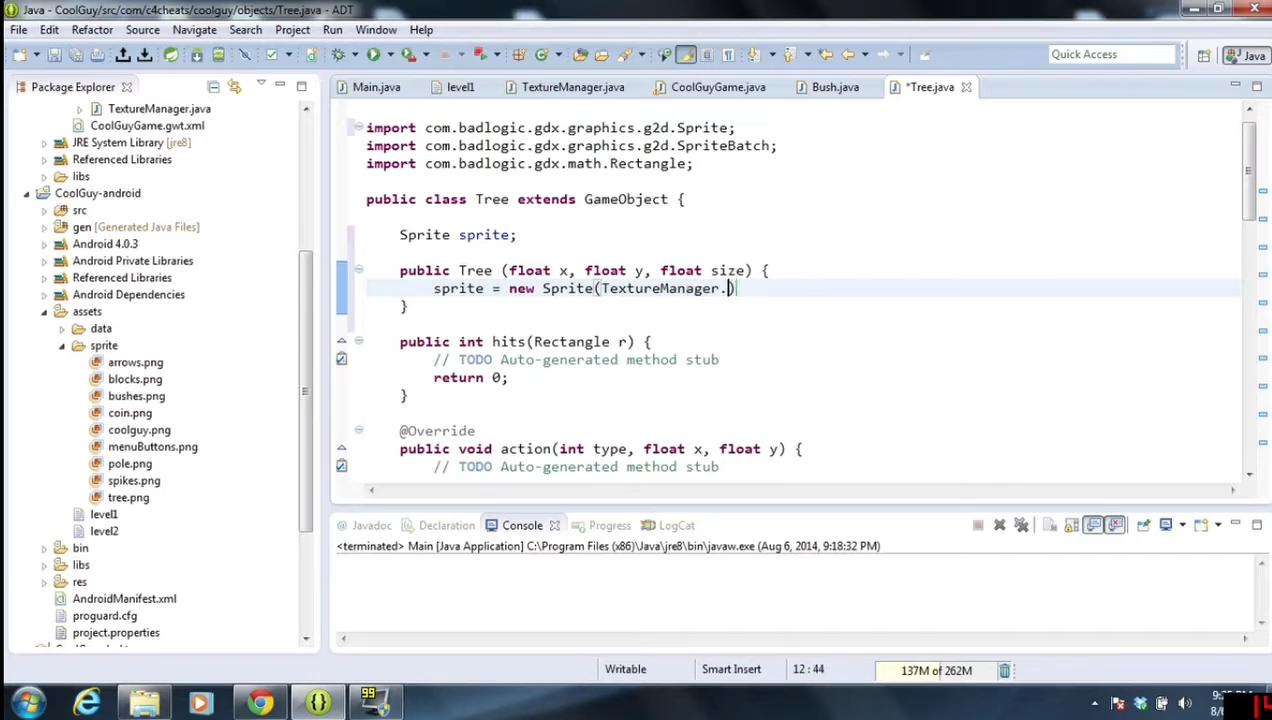 Java - CoolGuy/src/com/c4cheats/coolguy/objects/Tree.java - ADT
File Edit Refactor Source Navigate Search Project Run Window Help
Quick Access
Java
Package Explorer
TextureManager.java
CoolGuyGame.gwt.xml
JRE System Library [jre8]
Referenced Libraries
libs
CoolGuy-android
src
gen [Generated Java Files]
Android 4.0.3
Android Private Libraries
Referenced Libraries
Android Dependencies
assets
data
sprite
arrows.png
blocks.png
bushes.png
coin.png
coolguy.png
menuButtons.png
pole.png
spikes.png
tree.png
level1
level2
bin
libs
res
AndroidManifest.xml
proguard.cfg
project.properties
Main.java level1 TextureManager.java CoolGuyGame.java Bush.java *Tree.java
import com.badlogic.gdx.graphics.g2d.Sprite;
import com.badlogic.gdx.graphics.g2d.SpriteBatch;
import com.badlogic.gdx.math.Rectangle;
public class Tree extends GameObject {
Sprite sprite;
public Tree (float x, float y, float size) {
sprite = new Sprite(TextureManager.)
}
public int hits(Rectangle r) {
// TODO Auto-generated method stub
return 0;
}
@Override
public void action(int type, float x, float y) {
// TODO Auto-generated method stub
Javadoc Declaration Console Progress LogCat
<terminated> Main [Java Application] C:\Program Files (x86)\Java\jre8\bin\javaw.exe (Aug 6, 2014, 9:18:32 PM)
Writable Smart Insert 12 : 44 137M of 262M
99